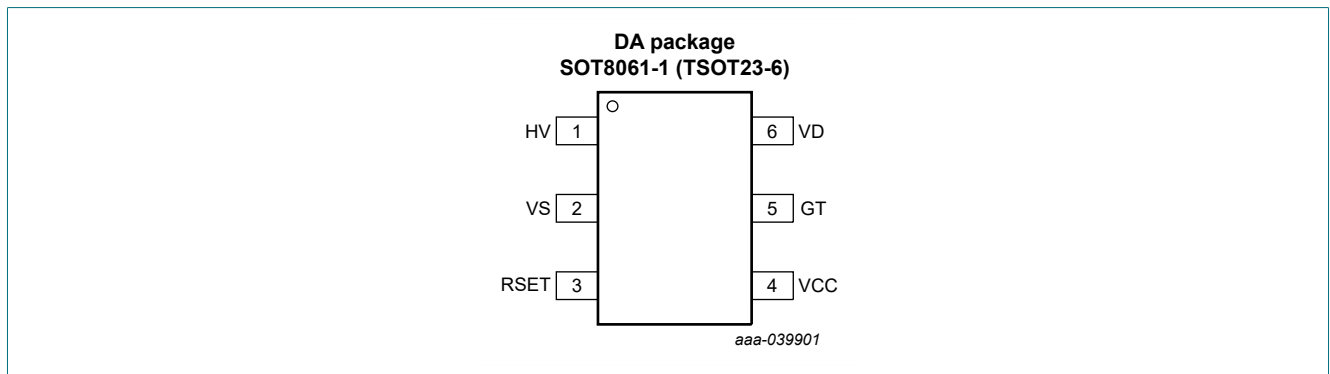 DA package
SOT8061-1 (TSOT23-6)
HV 1 6 VD
VS 2 5 GT
RSET 3 4 VCC
aaa-039901